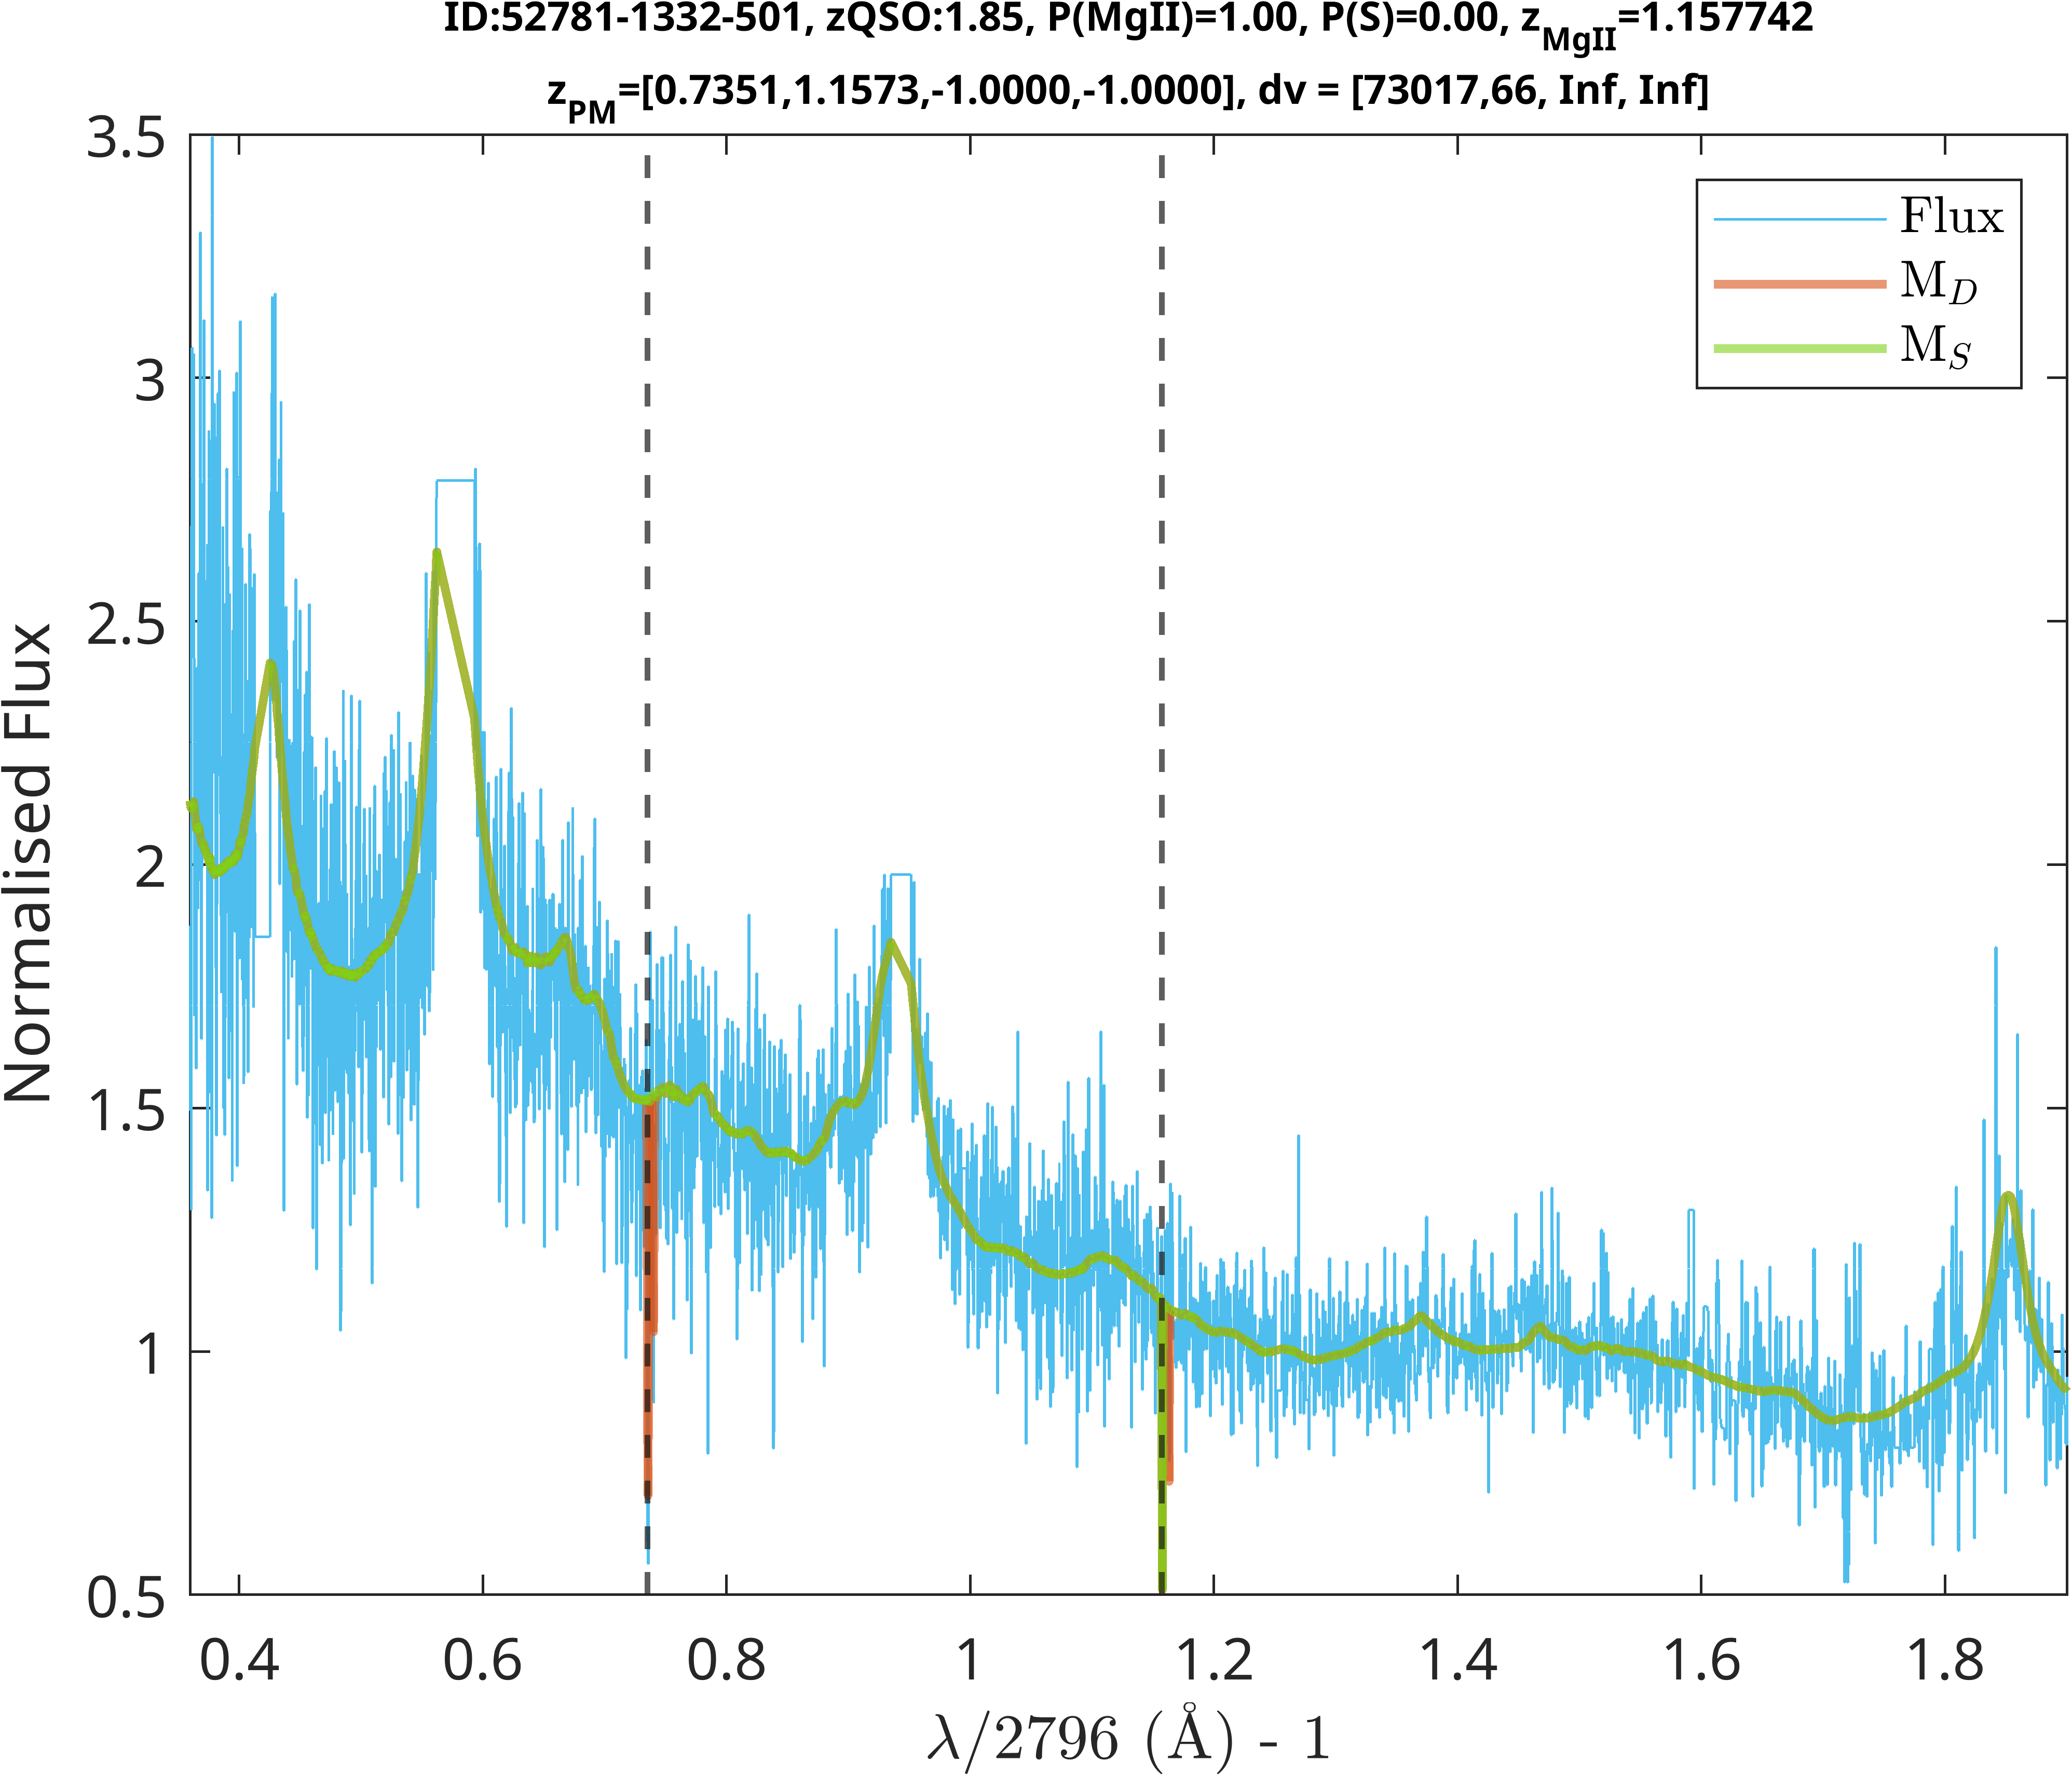 ID:52781-1332-501, zQSO:1.85, P(MgII)=1.00, P(S)=0.00, zMgII=1.157742
zPM=[0.7351,1.1573,-1.0000,-1.0000], dv = [73017,66, Inf, Inf]
3.5
3
2.5
2
1.5
1
0.5
Normalised Flux
Flux
MD
MS
0.4 0.6 0.8 1 1.2 1.4 1.6 1.8
λ/2796 (Å) - 1